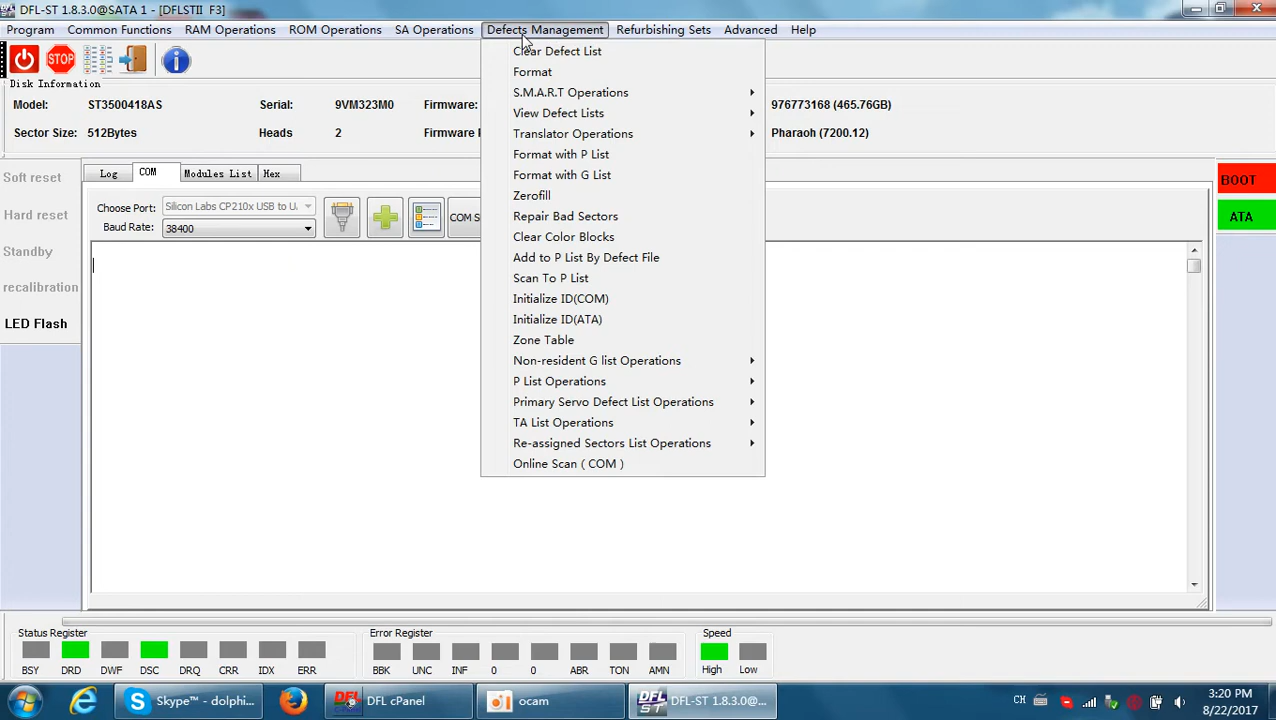 DFL-ST 1.8.3.0@SATA 1 - [DFLSTII F3]
Program Common Functions RAM Operations ROM Operations SA Operations Defects Management Refurbishing Sets Advanced Help
STOP
Disk Information
Model: ST3500418AS Serial: 9VM323M0 Firmware: 976773168 (465.76GB)
Sector Size: 512Bytes Heads 2 Firmware Pharaoh (7200.12)
Clear Defect List
Format
S.M.A.R.T Operations
View Defect Lists
Translator Operations
Format with P List
Format with G List
Zerofill
Repair Bad Sectors
Clear Color Blocks
Add to P List By Defect File
Scan To P List
Initialize ID(COM)
Initialize ID(ATA)
Zone Table
Non-resident G list Operations
P List Operations
Primary Servo Defect List Operations
TA List Operations
Re-assigned Sectors List Operations
Online Scan ( COM )
Soft reset
Hard reset
Standby
recalibration
LED Flash
Log COM Modules List Hex
Choose Port: Silicon Labs CP210x USB to U
Baud Rate: 38400
COM S
BOOT
ATA
Status Register Error Register Speed
BSY DRD DWF DSC DRQ CRR IDX ERR BBK UNC INF 0 0 ABR TON AMN High Low
Skype™ - dolphi... DFL cPanel ocam DFL-ST 1.8.3.0@... CH 3:20 PM
8/22/2017